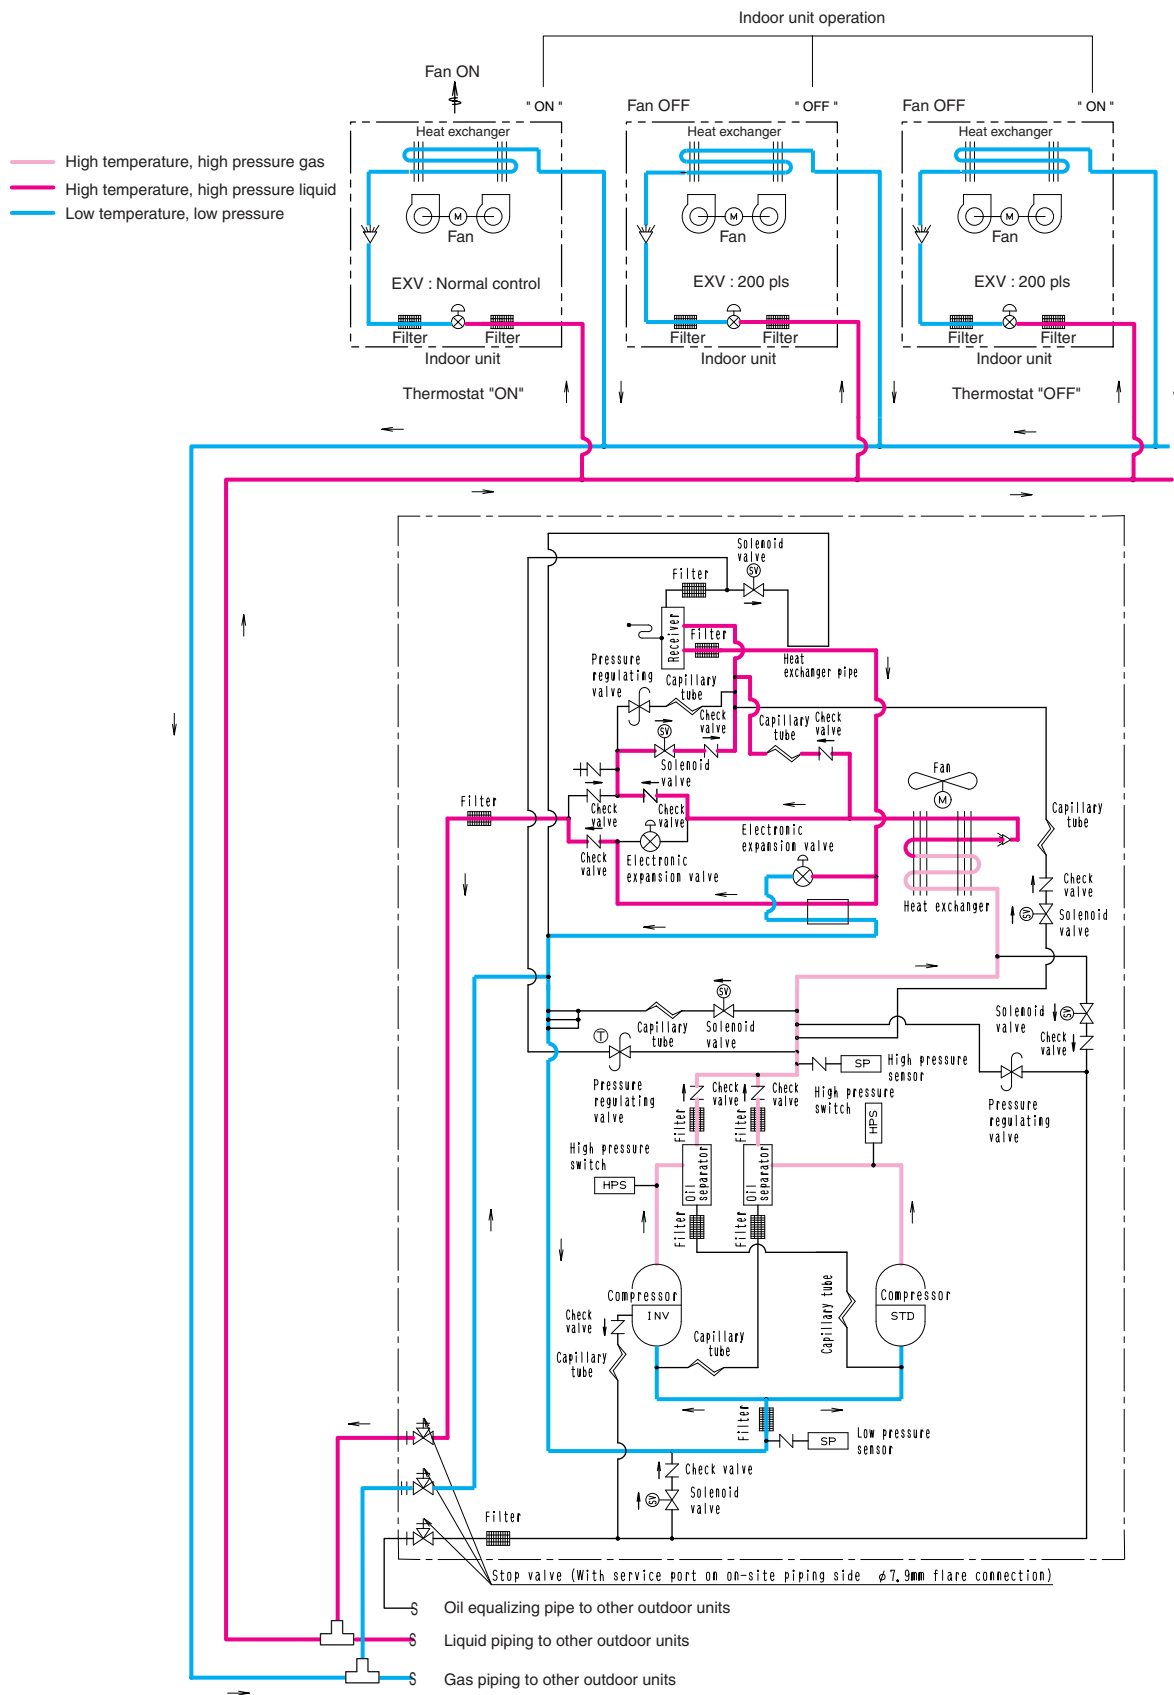 Indoor unit operation
Fan ON
" ON "
Fan OFF
" OFF "
Fan OFF
" ON "
High temperature, high pressure gas
High temperature, high pressure liquid
Low temperature, low pressure
Heat exchanger
M
Fan
EXV : Normal control
Filter
Filter
Indoor unit
Thermostat "ON"
Heat exchanger
M
Fan
EXV : 200 pls
Filter
Filter
Indoor unit
Heat exchanger
M
Fan
EXV : 200 pls
Filter
Filter
Indoor unit
Thermostat "OFF"
Solenoid
valve
SV
Filter
Receiver
Filter
Heat
exchanger pipe
Pressure
regulating
valve
Capillary
tube
Check
valve
SV
Solenoid
valve
Capillary
tube
Check
valve
Fan
M
Filter
Check
valve
Check
valve
Check
valve
Electronic
expansion valve
Electronic
expansion valve
Heat exchanger
Capillary
tube
Check
valve
SV
Solenoid
valve
SV
Capillary
tube
Solenoid
valve
Solenoid
valve
SV
Check
valve
T
Pressure
regulating
valve
SP
High pressure
sensor
Check
valve
Check
valve
High pressure
switch
HPS
Pressure
regulating
valve
Filter
Filter
High pressure
switch
HPS
Oil
separator
Oil
separator
Filter
Filter
Compressor
INV
Compressor
STD
Check
valve
Capillary
tube
Capillary
tube
Capillary tube
Filter
SP
Low pressure
sensor
Check valve
SV
Solenoid
valve
Filter
Stop valve (With service port on on-site piping side φ7.9mm flare connection)
Oil equalizing pipe to other outdoor units
Liquid piping to other outdoor units
Gas piping to other outdoor units